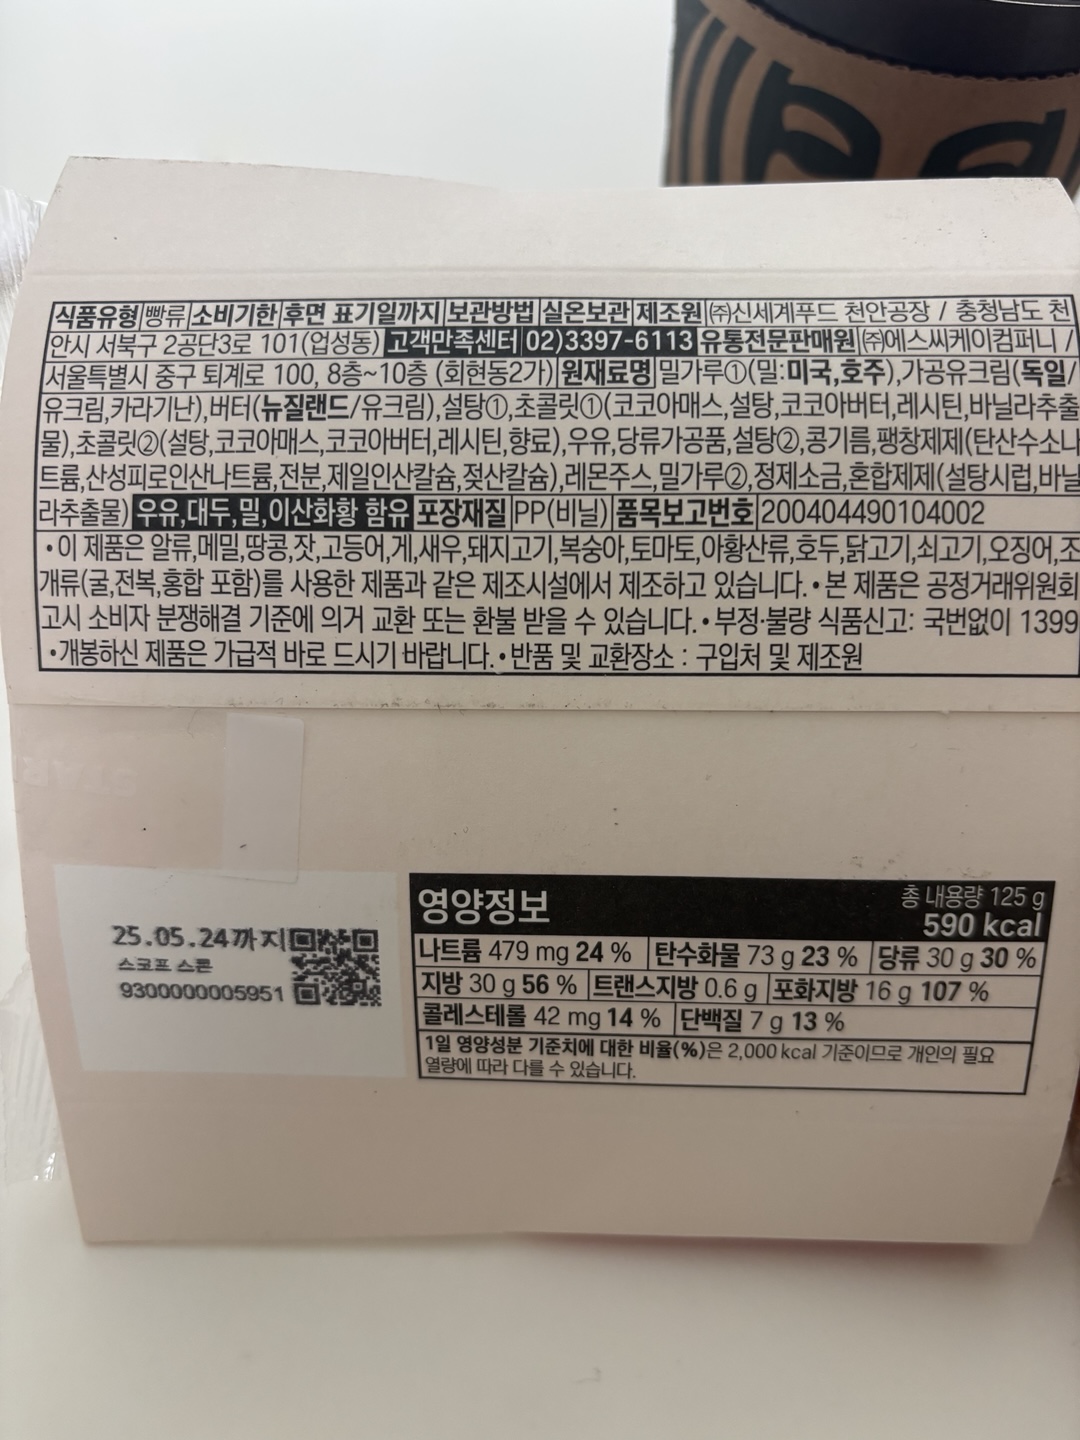 식품유형 빵류 소비기한 후면 표기일까지 보관방법 실온보관 제조원 ㈜신세계푸드 천안공장 / 충청남도 천
안시 서북구 2공단3로 101(업성동) 고객만족센터 02)3397-6113 유통전문판매원 ㈜에스씨케이컴퍼니 /
서울특별시 중구 퇴계로 100, 8층~10층 (회현동2가) 원재료명 밀가루①(밀:미국,호주),가공유크림(독일/
유크림,카라기난),버터(뉴질랜드/유크림),설탕①,초콜릿①(코코아매스,설탕,코코아버터,레시틴,바닐라추출
물),초콜릿②(설탕,코코아매스,코코아버터,레시틴,향료),우유,당류가공품,설탕②,콩기름,팽창제제(탄산수소나
트륨,산성피로인산나트륨,전분,제일인산칼슘,젖산칼슘),레몬주스,밀가루②,정제소금,혼합제제(설탕시럽,바닐
라추출물) 우유,대두,밀,이산화황 함유 포장재질 PP(비닐) 품목보고번호 200404490104002
•이 제품은 알류,메밀,땅콩,잣,고등어,게,새우,돼지고기,복숭아,토마토,아황산류,호두,닭고기,쇠고기,오징어,조
개류(굴,전복,홍합 포함)를 사용한 제품과 같은 제조시설에서 제조하고 있습니다.•본 제품은 공정거래위원회
고시 소비자 분쟁해결 기준에 의거 교환 또는 환불 받을 수 있습니다.•부정·불량 식품신고: 국번없이 1399
•개봉하신 제품은 가급적 바로 드시기 바랍니다.•반품 및 교환장소 : 구입처 및 제조원
25.05.24까지
스코프 스콘
9300000005951
영양정보 총 내용량 125 g
590 kcal
나트륨 479 mg 24 % 탄수화물 73 g 23 % 당류 30 g 30 %
지방 30 g 56 % 트랜스지방 0.6 g 포화지방 16 g 107 %
콜레스테롤 42 mg 14 % 단백질 7 g 13 %
1일 영양성분 기준치에 대한 비율(%)은 2,000 kcal 기준이므로 개인의 필요
열량에 따라 다를 수 있습니다.